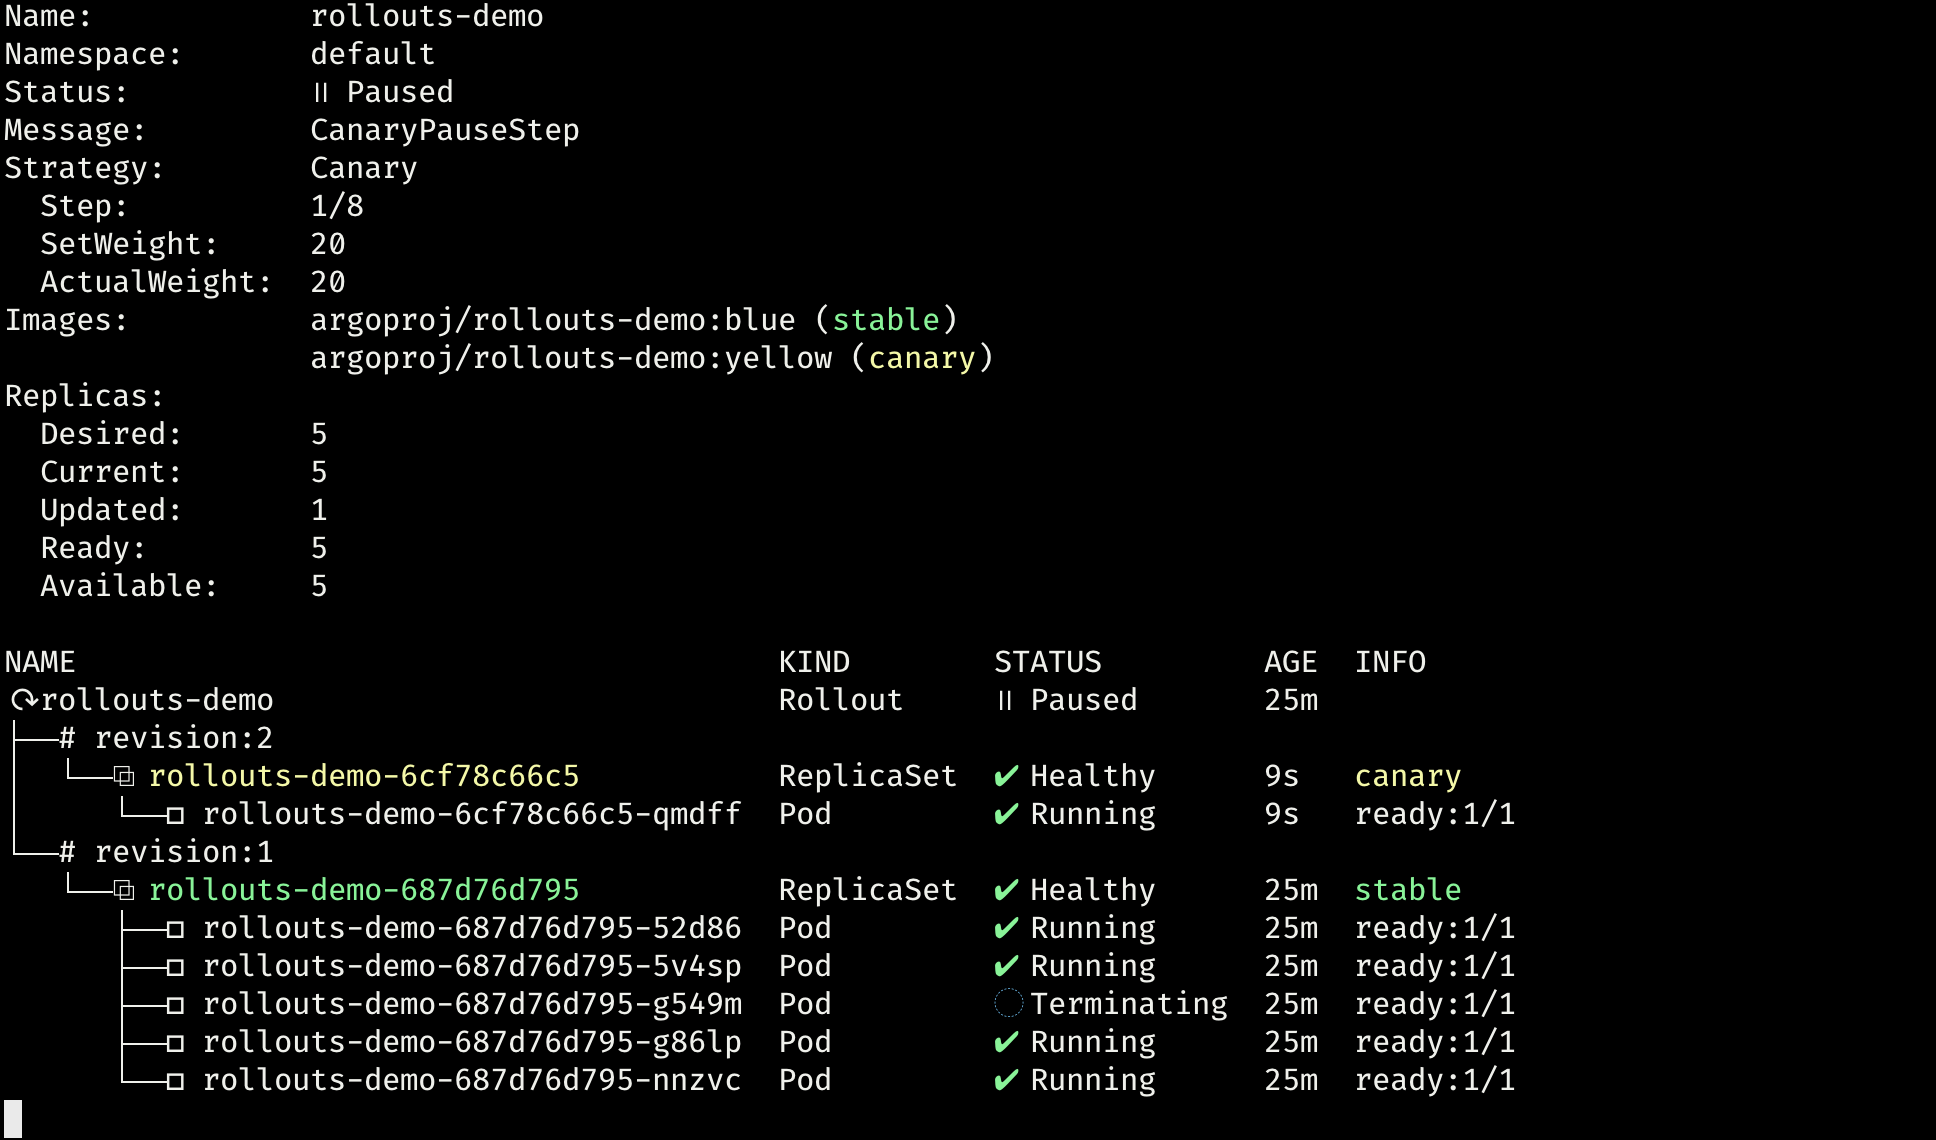 Name:            rollouts-demo
Namespace:       default
Status:          ॥ Paused
Message:         CanaryPauseStep
Strategy:        Canary
  Step:          1/8
  SetWeight:     20
  ActualWeight:  20
Images:          argoproj/rollouts-demo:blue (stable)
                 argoproj/rollouts-demo:yellow (canary)
Replicas:
  Desired:       5
  Current:       5
  Updated:       1
  Ready:         5
  Available:     5

NAME                                       KIND        STATUS         AGE  INFO
⟳ rollouts-demo                            Rollout     ॥ Paused       25m
├──# revision:2
│  └──⧉ rollouts-demo-6cf78c66c5           ReplicaSet  ✔ Healthy      9s   canary
│     └──□ rollouts-demo-6cf78c66c5-qmdff  Pod         ✔ Running      9s   ready:1/1
└──# revision:1
   └──⧉ rollouts-demo-687d76d795           ReplicaSet  ✔ Healthy      25m  stable
      ├──□ rollouts-demo-687d76d795-52d86  Pod         ✔ Running      25m  ready:1/1
      ├──□ rollouts-demo-687d76d795-5v4sp  Pod         ✔ Running      25m  ready:1/1
      ├──□ rollouts-demo-687d76d795-g549m  Pod         ◌ Terminating  25m  ready:1/1
      ├──□ rollouts-demo-687d76d795-g86lp  Pod         ✔ Running      25m  ready:1/1
      └──□ rollouts-demo-687d76d795-nnzvc  Pod         ✔ Running      25m  ready:1/1